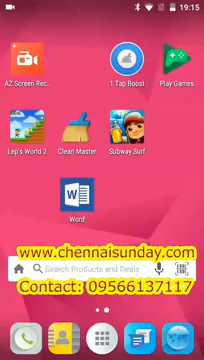 19:15
AZ Screen Rec..
1 Tap Boost
Play Games
Lep's World 2
Clean Master
Subway Surf
W
Word
www.chennaisunday.com
Search Products and Deals
Contact: 09566137117